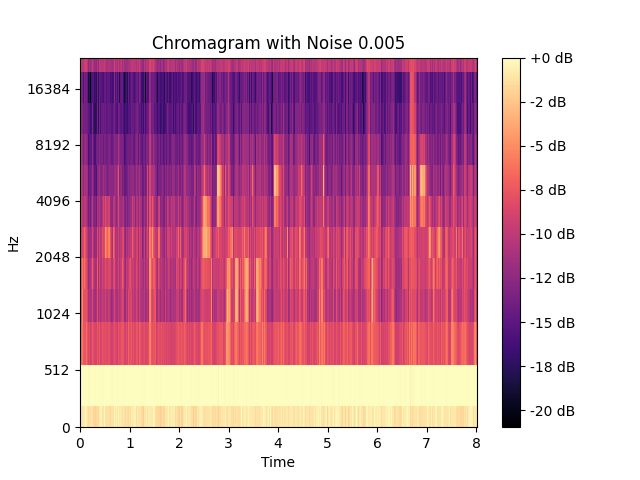 Chromagram with Noise 0.005
Hz
16384
8192
4096
2048
1024
512
0
0 1 2 3 4 5 6 7 8
Time
+0 dB
-2 dB
-5 dB
-8 dB
-10 dB
-12 dB
-15 dB
-18 dB
-20 dB